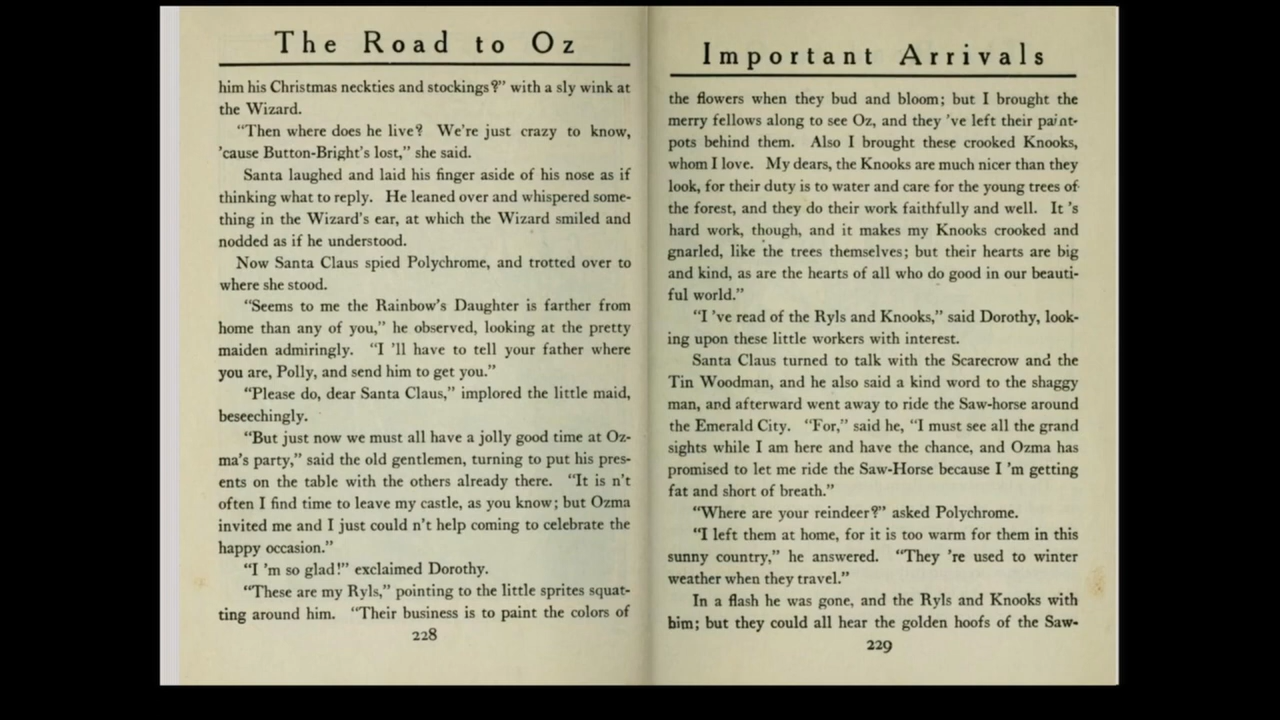 The Road to Oz
him his Christmas neckties and stockings?" with a sly wink at
the Wizard.
"Then where does he live? We're just crazy to know,
'cause Button-Bright's lost," she said.
Santa laughed and laid his finger aside of his nose as if
thinking what to reply. He leaned over and whispered some-
thing in the Wizard's ear, at which the Wizard smiled and
nodded as if he understood.
Now Santa Claus spied Polychrome, and trotted over to
where she stood.
"Seems to me the Rainbow's Daughter is farther from
home than any of you," he observed, looking at the pretty
maiden admiringly. "I 'll have to tell your father where
you are, Polly, and send him to get you."
"Please do, dear Santa Claus," implored the little maid,
beseechingly.
"But just now we must all have a jolly good time at Oz-
ma's party," said the old gentlemen, turning to put his pres-
ents on the table with the others already there. "It is n't
often I find time to leave my castle, as you know; but Ozma
invited me and I just could n't help coming to celebrate the
happy occasion."
"I 'm so glad!" exclaimed Dorothy.
"These are my Ryls," pointing to the little sprites squat-
ting around him. "Their business is to paint the colors of
228
Important Arrivals
the flowers when they bud and bloom; but I brought the
merry fellows along to see Oz, and they 've left their paint-
pots behind them. Also I brought these crooked Knooks,
whom I love. My dears, the Knooks are much nicer than they
look, for their duty is to water and care for the young trees of
the forest, and they do their work faithfully and well. It 's
hard work, though, and it makes my Knooks crooked and
gnarled, like the trees themselves; but their hearts are big
and kind, as are the hearts of all who do good in our beauti-
ful world."
"I 've read of the Ryls and Knooks," said Dorothy, look-
ing upon these little workers with interest.
Santa Claus turned to talk with the Scarecrow and the
Tin Woodman, and he also said a kind word to the shaggy
man, and afterward went away to ride the Saw-horse around
the Emerald City. "For," said he, "I must see all the grand
sights while I am here and have the chance, and Ozma has
promised to let me ride the Saw-Horse because I 'm getting
fat and short of breath."
"Where are your reindeer?" asked Polychrome.
"I left them at home, for it is too warm for them in this
sunny country," he answered. "They 're used to winter
weather when they travel."
In a flash he was gone, and the Ryls and Knooks with
him; but they could all hear the golden hoofs of the Saw-
229